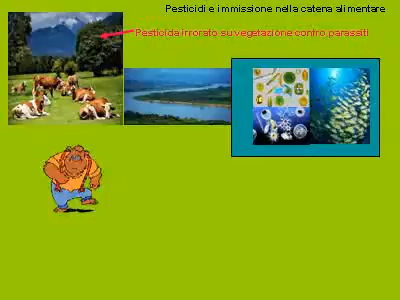 Pesticidi e immissione nella catena alimentare
Pesticida irrorato su vegetazione contro parassiti